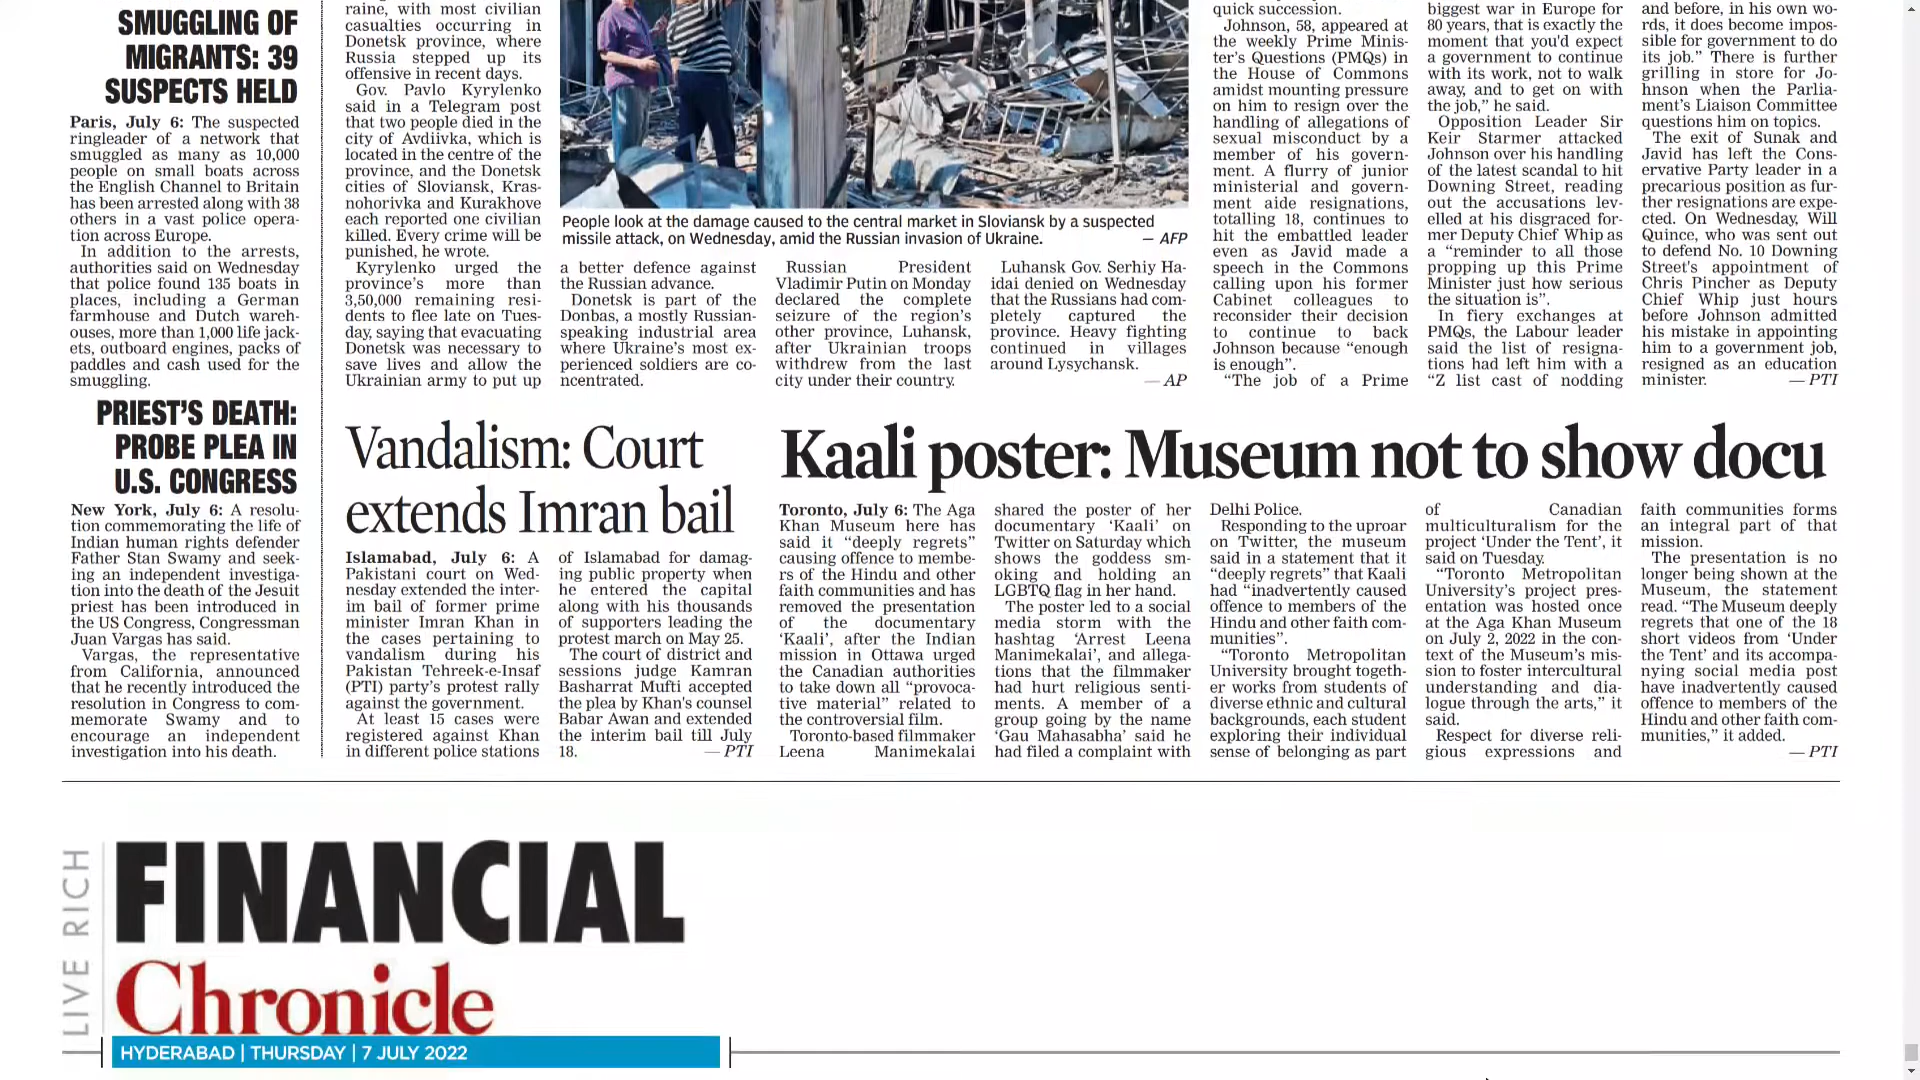 SMUGGLING OF
MIGRANTS: 39
SUSPECTS HELD
Paris, July 6: The suspected
ringleader of a network that
smuggled as many as 10,000
people on small boats across
the English Channel to Britain
has been arrested along with 38
others in a vast police opera-
tion across Europe.
In addition to the arrests,
authorities said on Wednesday
that police found 135 boats in
places, including a German
farmhouse and Dutch wareh-
ouses, more than 1,000 life jack-
ets, outboard engines, packs of
paddles and cash used for the
smuggling.
PRIEST'S DEATH:
PROBE PLEA IN
U.S. CONGRESS
New York, July 6: A resolu-
tion commemorating the life of
Indian human rights defender
Father Stan Swamy and seek-
ing an independent investiga-
tion into the death of the Jesuit
priest has been introduced in
the US Congress, Congressman
Juan Vargas has said.
Vargas, the representative
from California, announced
that he recently introduced the
resolution in Congress to com-
memorate Swamy and to
encourage an independent
investigation into his death.
raine, with most civilian
casualties occurring in
Donetsk province, where
Russia stepped up its
offensive in recent days.
Gov. Pavlo Kyrylenko
said in a Telegram post
that two people died in the
city of Avdiivka, which is
located in the centre of the
province, and the Donetsk
cities of Sloviansk, Kras-
nohorivka and Kurakhove
each reported one civilian
killed. Every crime will be
punished, he wrote.
Kyrylenko urged the
province's more than
3,50,000 remaining resi-
dents to flee late on Tues-
day, saying that evacuating
Donetsk was necessary to
save lives and allow the
Ukrainian army to put up
People look at the damage caused to the central market in Sloviansk by a suspected
missile attack, on Wednesday, amid the Russian invasion of Ukraine. — AFP
a better defence against
the Russian advance.
Donetsk is part of the
Donbas, a mostly Russian-
speaking industrial area
where Ukraine's most ex-
perienced soldiers are co-
ncentrated.
Russian President
Vladimir Putin on Monday
declared the complete
seizure of the region's
other province, Luhansk,
after Ukrainian troops
withdrew from the last
city under their country.
Luhansk Gov. Serhiy Ha-
idai denied on Wednesday
that the Russians had com-
pletely captured the
province. Heavy fighting
continued in villages
around Lysychansk.
— AP
quick succession.
Johnson, 58, appeared at
the weekly Prime Minis-
ter's Questions (PMQs) in
the House of Commons
amidst mounting pressure
on him to resign over the
handling of allegations of
sexual misconduct by a
member of his govern-
ment. A flurry of junior
ministerial and govern-
ment aide resignations,
totalling 18, continues to
hit the embattled leader
even as Javid made a
speech in the Commons
calling upon his former
Cabinet colleagues to
reconsider their decision
to continue to back
Johnson because “enough
is enough”.
“The job of a Prime
biggest war in Europe for
80 years, that is exactly the
moment that you'd expect
a government to continue
with its work, not to walk
away, and to get on with
the job,” he said.
Opposition Leader Sir
Keir Starmer attacked
Johnson over his handling
of the latest scandal to hit
Downing Street, reading
out the accusations lev-
elled at his disgraced for-
mer Deputy Chief Whip as
a “reminder to all those
propping up this Prime
Minister just how serious
the situation is”.
In fiery exchanges at
PMQs, the Labour leader
said the list of resigna-
tions had left him with a
“Z list cast of nodding
and before, in his own wo-
rds, it does become impos-
sible for government to do
its job.” There is further
grilling in store for Jo-
hnson when the Parlia-
ment's Liaison Committee
questions him on topics.
The exit of Sunak and
Javid has left the Cons-
ervative Party leader in a
precarious position as fur-
ther resignations are expe-
cted. On Wednesday, Will
Quince, who was sent out
to defend No. 10 Downing
Street's appointment of
Chris Pincher as Deputy
Chief Whip just hours
before Johnson admitted
his mistake in appointing
him to a government job,
resigned as an education
minister. — PTI
Vandalism: Court
extends Imran bail
Islamabad, July 6: A
Pakistani court on Wed-
nesday extended the inter-
im bail of former prime
minister Imran Khan in
the cases pertaining to
vandalism during his
Pakistan Tehreek-e-Insaf
(PTI) party's protest rally
against the government.
At least 15 cases were
registered against Khan
in different police stations
of Islamabad for damag-
ing public property when
he entered the capital
along with his thousands
of supporters leading the
protest march on May 25.
The court of district and
sessions judge Kamran
Basharrat Mufti accepted
the plea by Khan's counsel
Babar Awan and extended
the interim bail till July
18. — PTI
Kaali poster: Museum not to show docu
Toronto, July 6: The Aga
Khan Museum here has
said it “deeply regrets”
causing offence to membe-
rs of the Hindu and other
faith communities and has
removed the presentation
of the documentary
‘Kaali’, after the Indian
mission in Ottawa urged
the Canadian authorities
to take down all “provoca-
tive material” related to
the controversial film.
Toronto-based filmmaker
Leena Manimekalai
shared the poster of her
documentary ‘Kaali’ on
Twitter on Saturday which
shows the goddess sm-
oking and holding an
LGBTQ flag in her hand.
The poster led to a social
media storm with the
hashtag ‘Arrest Leena
Manimekalai’, and allega-
tions that the filmmaker
had hurt religious senti-
ments. A member of a
group going by the name
‘Gau Mahasabha’ said he
had filed a complaint with
Delhi Police.
Responding to the uproar
on Twitter, the museum
said in a statement that it
“deeply regrets” that Kaali
had “inadvertently caused
offence to members of the
Hindu and other faith com-
munities”.
“Toronto Metropolitan
University brought togeth-
er works from students of
diverse ethnic and cultural
backgrounds, each student
exploring their individual
sense of belonging as part
of Canadian
multiculturalism for the
project ‘Under the Tent’, it
said on Tuesday.
“Toronto Metropolitan
University's project pres-
entation was hosted once
at the Aga Khan Museum
on July 2, 2022 in the con-
text of the Museum's mis-
sion to foster intercultural
understanding and dia-
logue through the arts,” it
said.
Respect for diverse reli-
gious expressions and
faith communities forms
an integral part of that
mission.
The presentation is no
longer being shown at the
Museum, the statement
read. “The Museum deeply
regrets that one of the 18
short videos from ‘Under
the Tent’ and its accompa-
nying social media post
have inadvertently caused
offence to members of the
Hindu and other faith com-
munities,” it added.
— PTI
LIVE RICH
FINANCIAL
Chronicle
HYDERABAD | THURSDAY | 7 JULY 2022